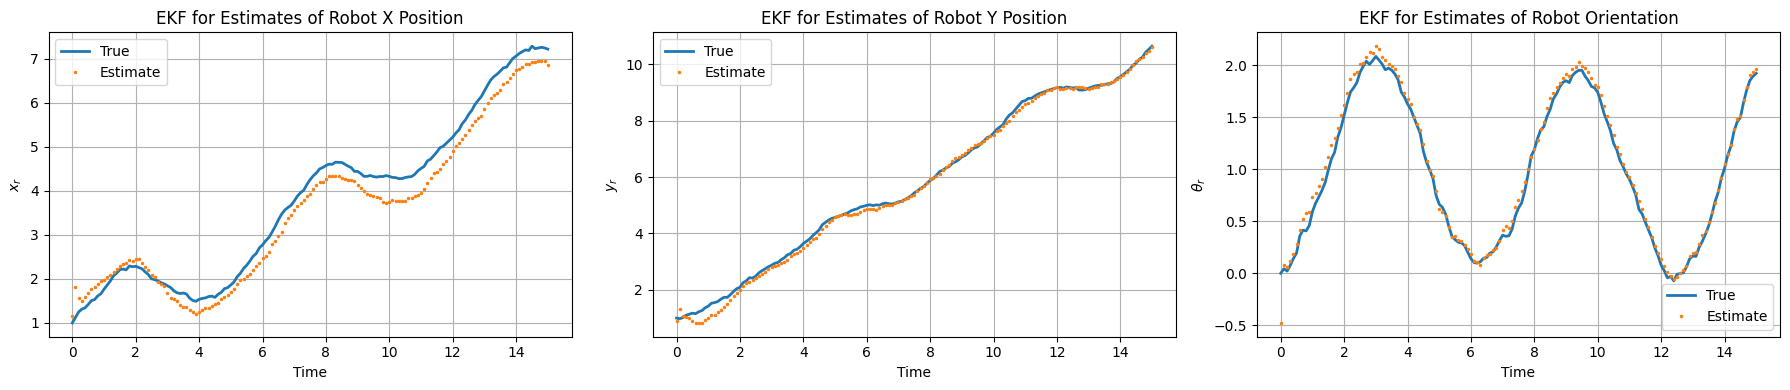 EKF for Estimates of Robot X Position
True
Estimate
7
6
5
4
3
2
1
xᵣ
0 2 4 6 8 10 12 14
Time
EKF for Estimates of Robot Y Position
True
Estimate
10
8
6
4
2
yᵣ
0 2 4 6 8 10 12 14
Time
EKF for Estimates of Robot Orientation
2.0
1.5
1.0
0.5
0.0
−0.5
θᵣ
True
Estimate
0 2 4 6 8 10 12 14
Time